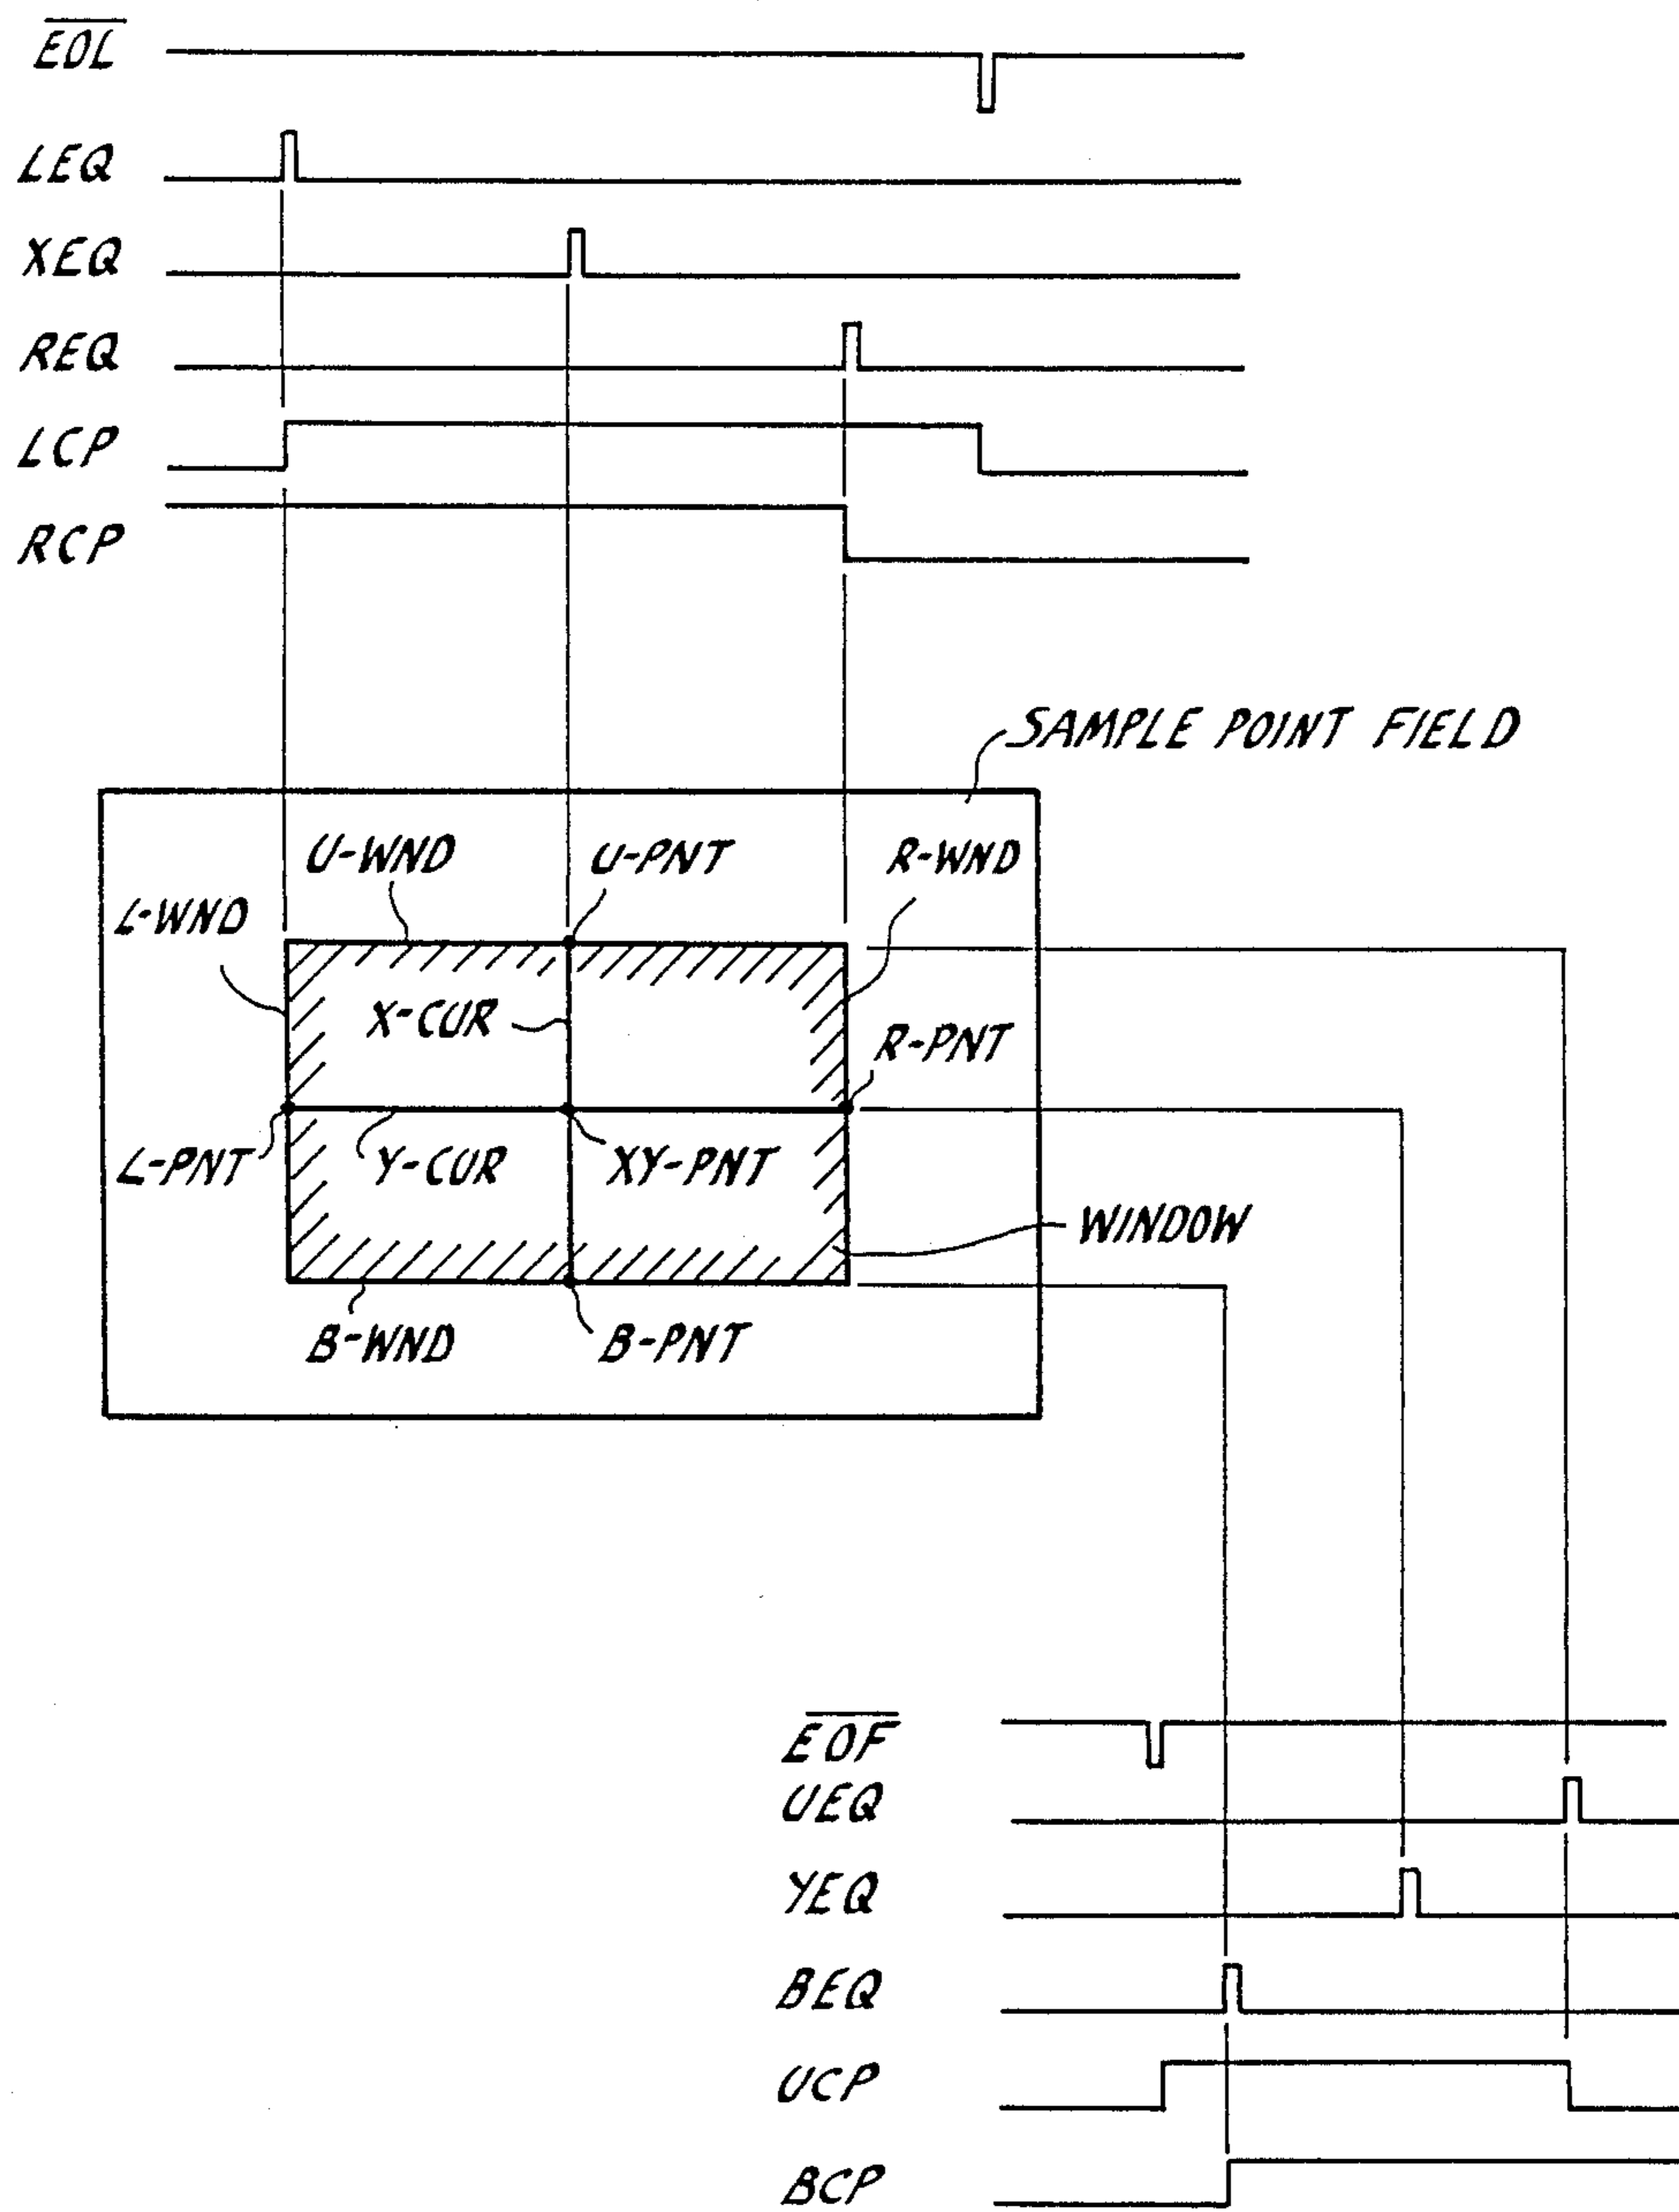 EOL
LEQ
XEQ
REQ
LCP
RCP
SAMPLE POINT FIELD
U-WND
U-PNT
R-WND
L-WND
X-CUR
R-PNT
L-PNT
Y-CUR
XY-PNT
WINDOW
B-WND
B-PNT
EOF
UEQ
YEQ
BEQ
UCP
BCP